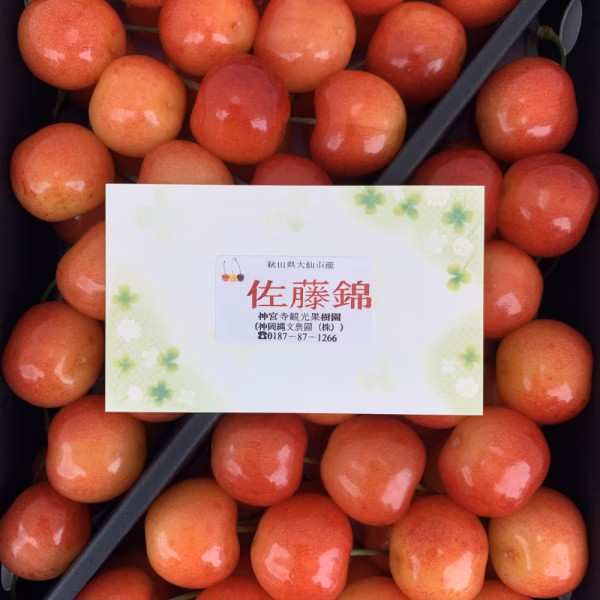 秋田県大仙市産
佐藤錦
神宮寺観光果樹園
(神岡縄文農園（株）)
☎0187-87-1266